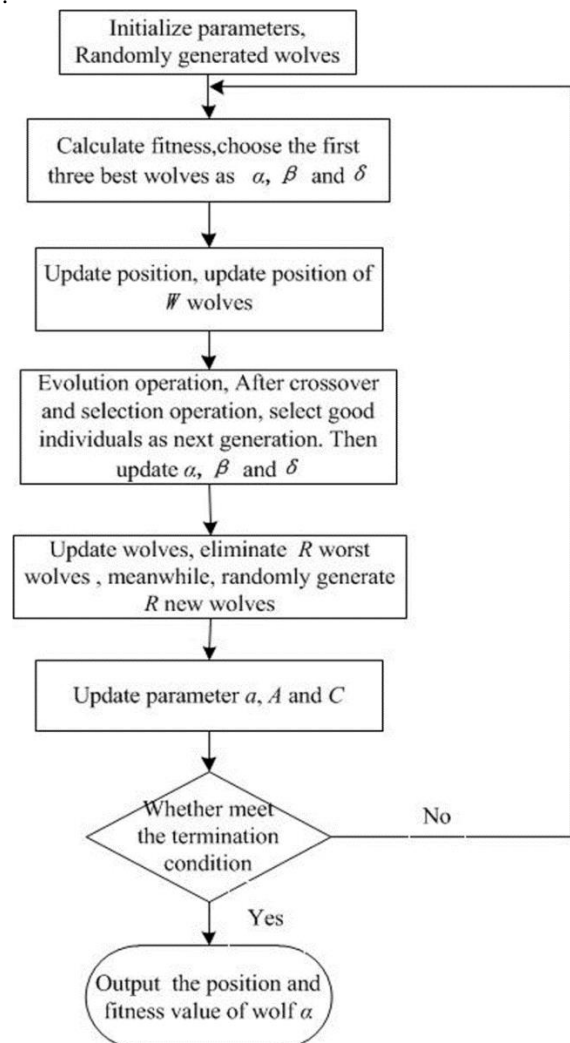 .
Initialize parameters,
Randomly generated wolves
Calculate fitness,choose the first
three best wolves as α, β and δ
Update position, update position of
W wolves
Evolution operation, After crossover
and selection operation, select good
individuals as next generation. Then
update α, β and δ
Update wolves, eliminate R worst
wolves , meanwhile, randomly generate
R new wolves
Update parameter a, A and C
Whether meet
the termination
condition
No
Yes
Output the position and
fitness value of wolf α